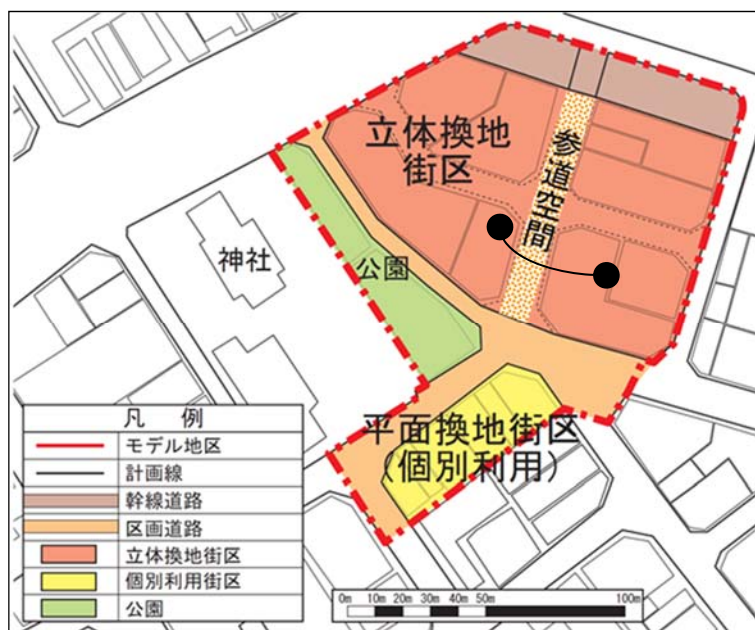 立体換地
街区
参道空間
神社
公園
平面換地街区
(個別利用)
凡 例
モデル地区
計画線
幹線道路
区画道路
立体換地街区
個別利用街区
公園
0m 10m 20m 30m 40m 50m 100m